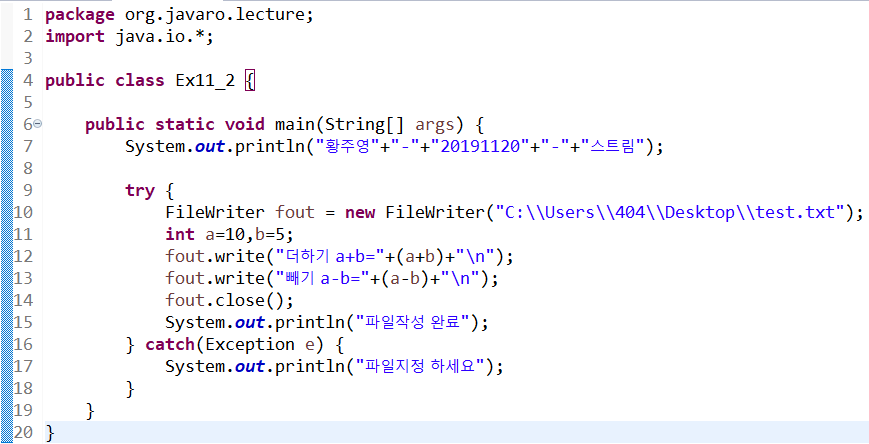 1 package org.javaro.lecture;
2 import java.io.*;
3
4 public class Ex11_2 {
5
6 public static void main(String[] args) {
7 System.out.println("황주영"+"-"+"20191120"+"-"+"스트림");
8
9 try {
10 FileWriter fout = new FileWriter("C:\\Users\\404\\Desktop\\test.txt");
11 int a=10,b=5;
12 fout.write("더하기 a+b="+(a+b)+"\n");
13 fout.write("빼기 a-b="+(a-b)+"\n");
14 fout.close();
15 System.out.println("파일작성 완료");
16 } catch(Exception e) {
17 System.out.println("파일지정 하세요");
18 }
19 }
20 }